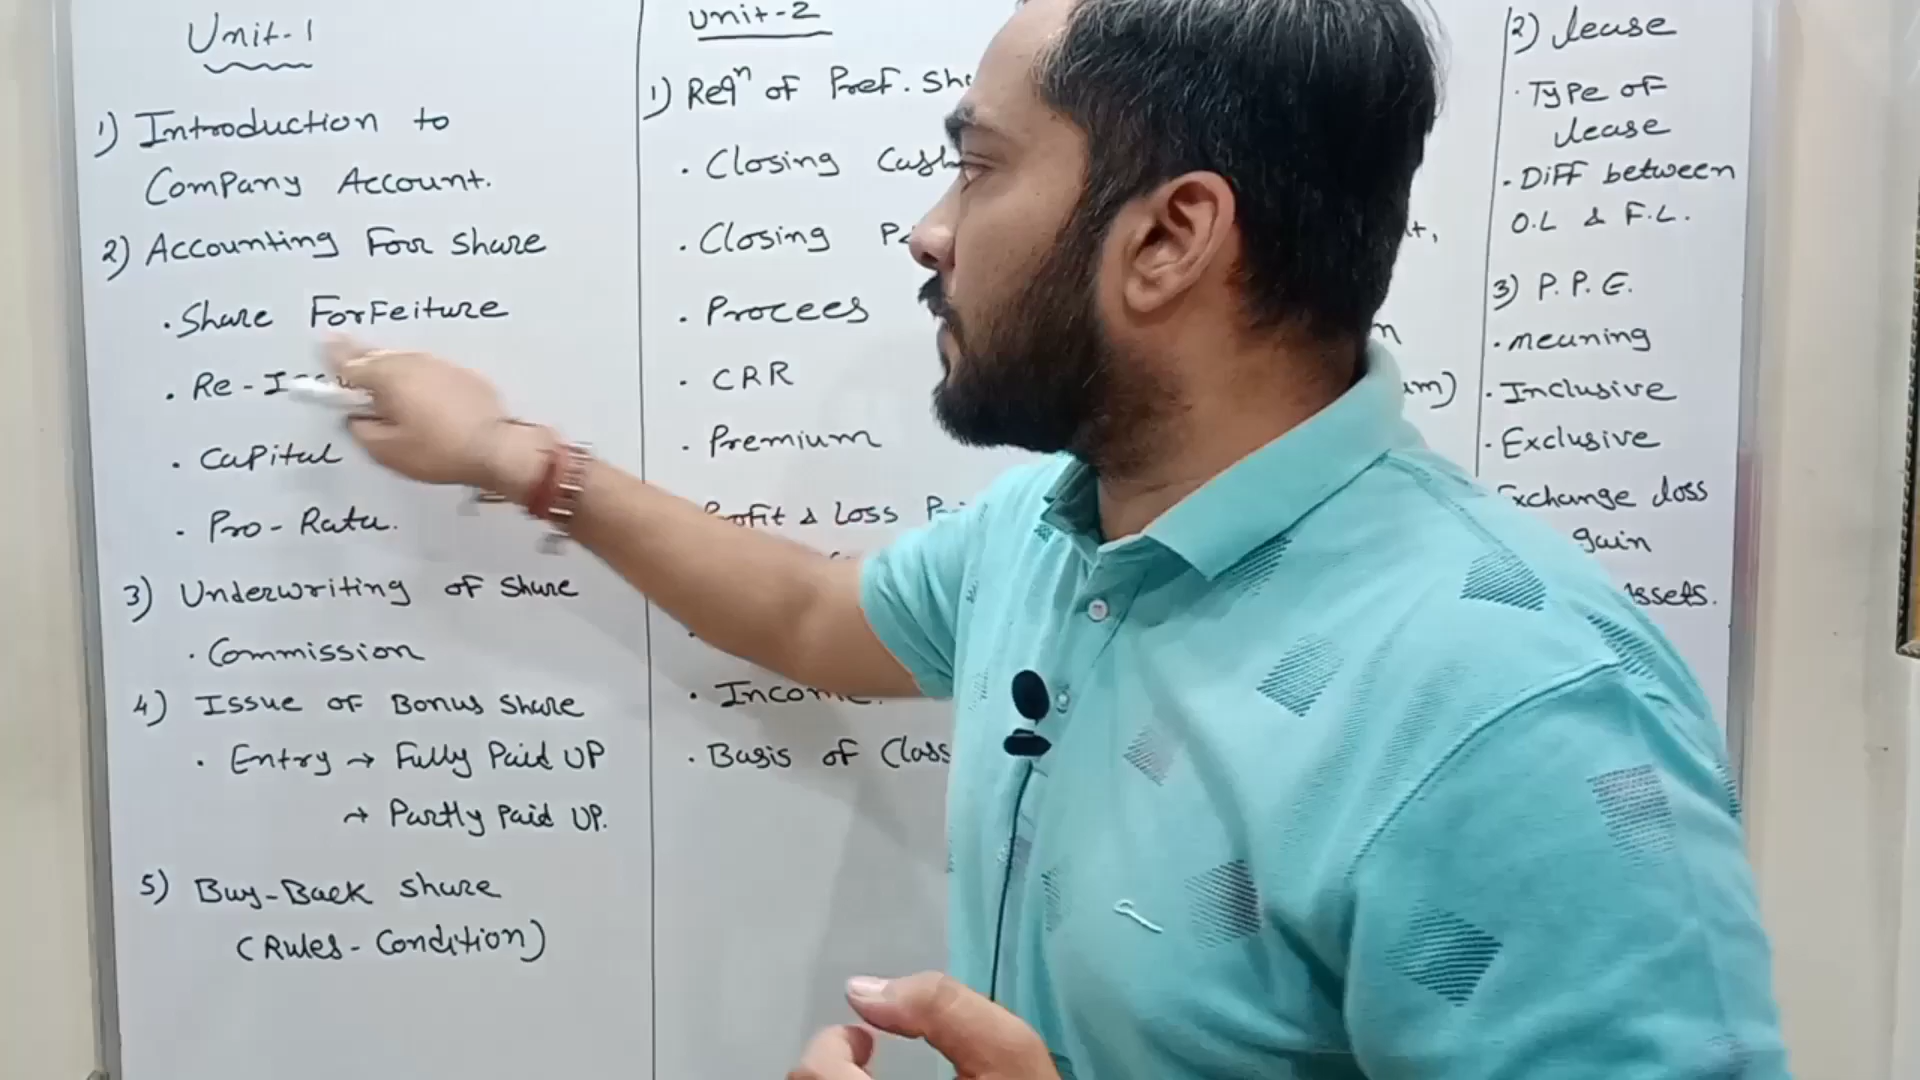 Unit-1
1) Introduction to
Company Account.
2) Accounting For share
. Share Forfeiture
. Re-
. Capital
. Pro-Rata.
3) Underwriting of share
. Commission
4) Issue of Bonus share
. Entry → Fully Paid UP
→ Partly Paid UP.
5) Buy-Back share
(Rules-Condition)
Unit-2
1) Reqⁿ of Pref.
. Closing
. Closing
. Procees
. CRR
. Premium
& Loss
. Income.
. Basis of
2) lease
. Type of
lease
. Diff between
O.L & F.L.
3) P.P.E.
. meaning
. Inclusive
. Exclusive
Exchange loss
gain
Assets.